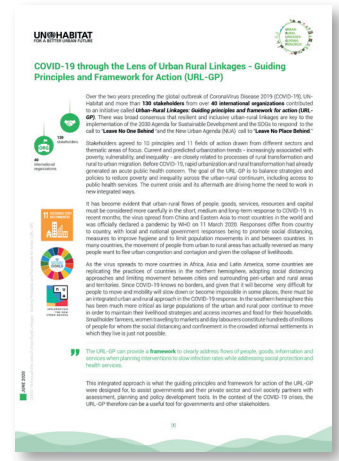 UN HABITAT
FOR A BETTER URBAN FUTURE
COVID-19 through the Lens of Urban Rural Linkages - Guiding
Principles and Framework for Action (URL-GP)
Over the two years preceding the global outbreak of CoronaVirus Disease 2019 (COVID-19), UN-
Habitat and more than 130 stakeholders from over 40 international organizations contributed
to an initiative called Urban-Rural Linkages: Guiding principles and framework for action (URL-
GP). There was broad consensus that resilient and inclusive urban-rural linkages are key to the
implementation of the 2030 Agenda for Sustainable Development and the SDGs to respond to the
call to "Leave No One Behind "and the New Urban Agenda (NUA) call to "Leave No Place Behind."
130
stakeholders
40
international
organizations
Stakeholders agreed to 10 principles and 11 fields of action drawn from different sectors and
thematic areas of focus. Current and predicted urbanization trends - increasingly associated with
poverty, vulnerability, and inequality - are closely related to processes of rural transformation and
rural to urban migration. Before COVID-19, rapid urbanization and rural transformation had already
generated an acute public health concern. The goal of the URL-GP is to balance strategies and
policies to reduce poverty and inequality across the urban-rural continuum, including access to
public health services. The current crisis and its aftermath are driving home the need to work in
new integrated ways.
It has become evident that urban-rural flows of people, goods, services, resources and capital
must be considered more carefully in the short, medium and long-term response to COVID-19. In
recent months, the virus spread from China and Eastern Asia to most countries in the world and
was officially declared a pandemic by WHO on 11 March 2020. Responses differ from country
to country, with local and national government responses being to promote social distancing,
measures to improve hygiene and to limit population movements in and between countries. In
many countries, the movement of people from urban to rural areas has actually reversed as many
people want to flee urban congestion and contagion and given the collapse of livelihoods.
As the virus spreads to more countries in Africa, Asia and Latin America, some countries are
replicating the practices of countries in the northern hemisphere, adopting social distancing
approaches and limiting movement between cities and surrounding peri-urban and rural areas
and territories. Since COVID-19 knows no borders, and given that it will become very difficult for
people to move and mobility will slow down or become impossible in some places, there must be
an integrated urban and rural approach in the COVID-19 response. In the southern hemisphere this
has been much more critical as large populations of the urban and rural poor continue to move
in order to maintain their livelihood strategies and access incomes and food for their households.
Smallholder farmers, women traveling to markets and day labourers constitute hundreds of millions
of people for whom the social distancing and confinement in the crowded informal settlements in
which they live is just not possible.
The URL-GP can provide a framework to clearly address flows of people, goods, information and
services when planning interventions to slow infection rates while addressing social protection and
health services.
This integrated approach is what the guiding principles and framework for action of the URL-GP
were designed for, to assist governments and their private sector and civil society partners with
assessment, planning and policy development tools. In the context of the COVID-19 crises, the
URL-GP therefore can be a useful tool for governments and other stakeholders.
JUNE 2020
[1]